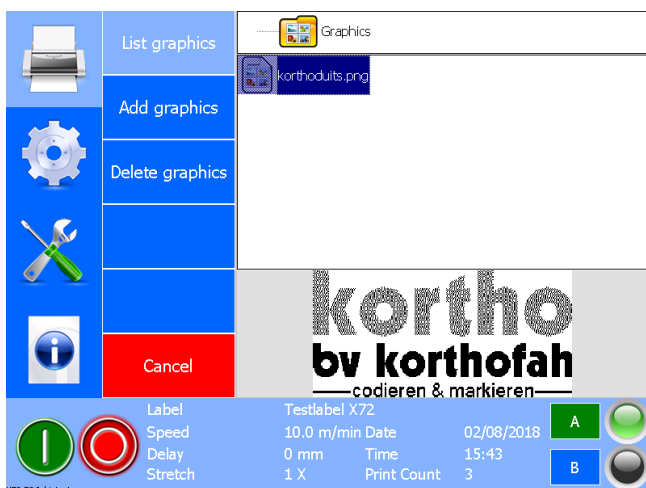 List graphics
Add graphics
Delete graphics
Cancel
Graphics
korthoduits.png
kortho
bv korthofah
codieren & markieren
Label Testlabel X72
Speed 10.0 m/min Date 02/08/2018
Delay 0 mm Time 15:43
Stretch 1 X Print Count 3
A
B